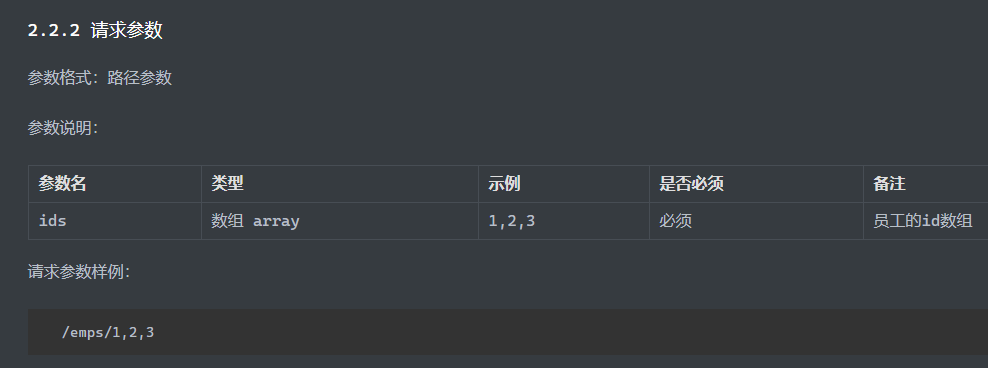 2.2.2 请求参数
参数格式：路径参数
参数说明：
参数名 类型 示例 是否必须 备注
ids 数组 array 1,2,3 必须 员工的id数组
请求参数样例：
/emps/1,2,3